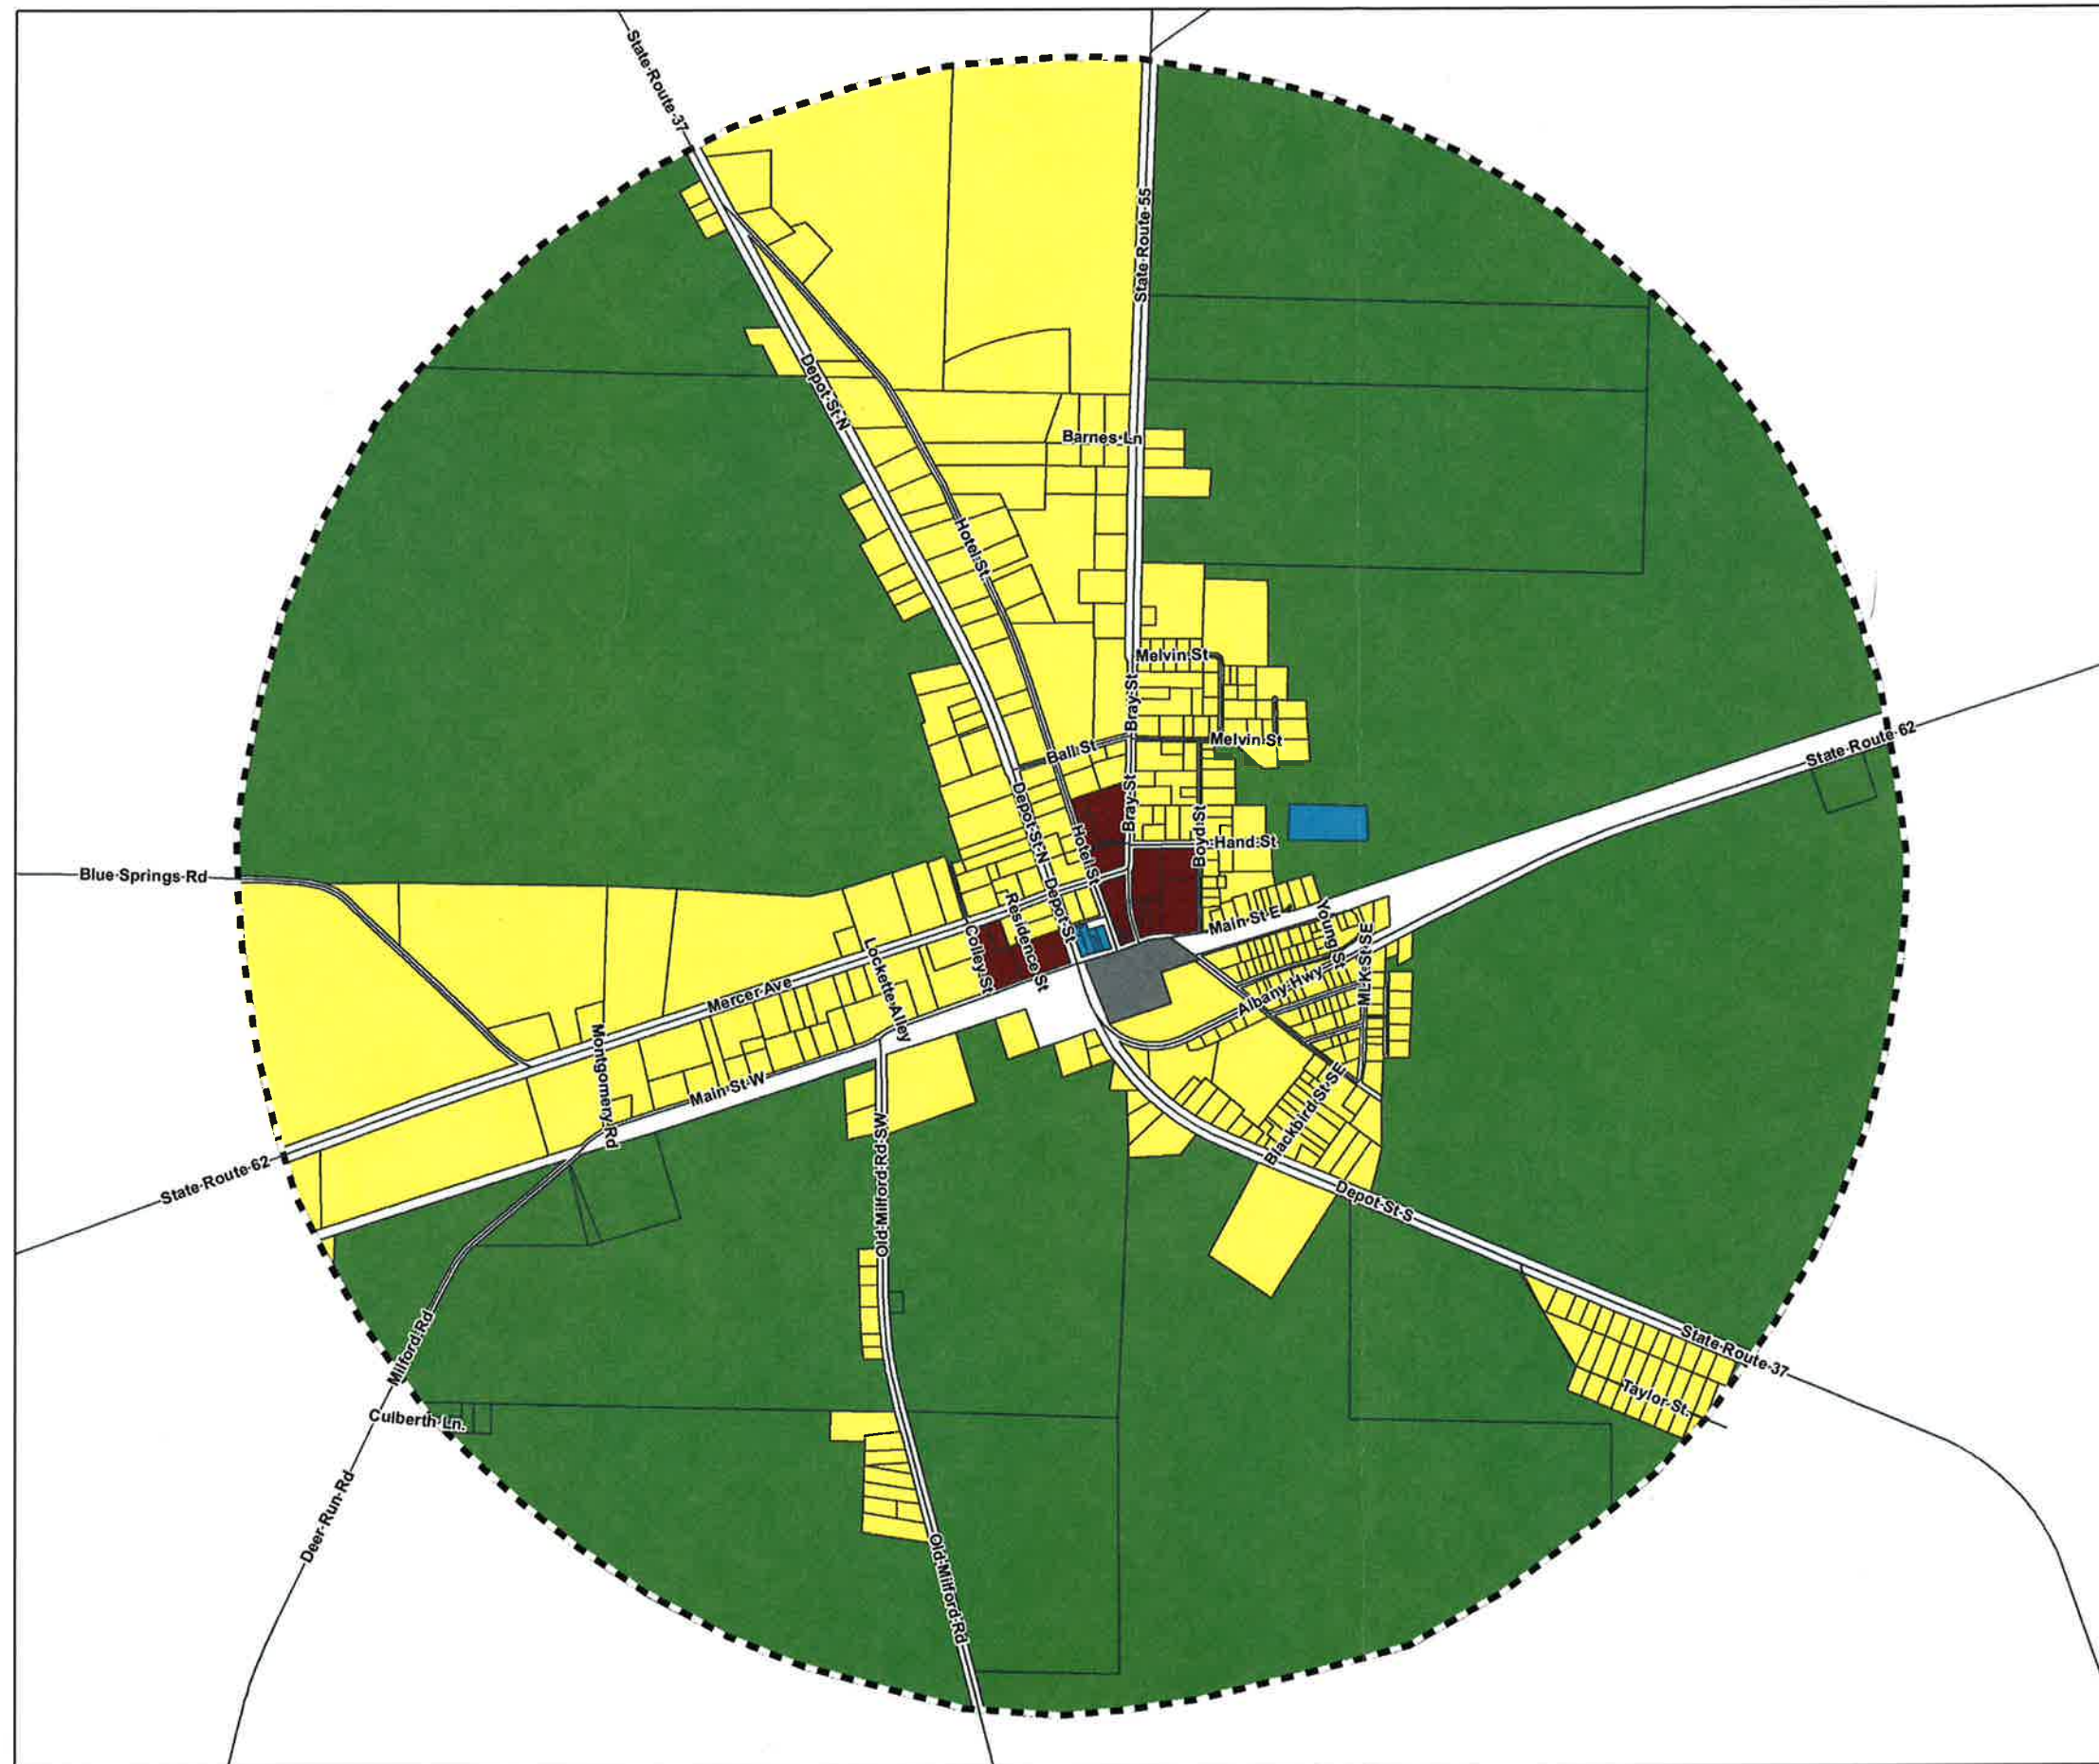 State Route 37
State Route 55
Depot St N
Barnes Ln
Hotel St.
Melvin St
Bray St
Melvin St
Ball St
State Route 62
Depot St N
Bray St
Hotel St
Boyd St
Hand St
Blue Springs Rd
Depot St
Residence St
Colley St
Main St E
Young St
MLK St SE
Lockette Alley
Albany Hwy
Mercer Ave
Montgomery Rd
Main St W
Blackbird St SE
Old Milford Rd SW
State Route 62
Depot St S
Milford Rd
State Route 37
Taylor St.
Culberth Ln.
Deer Run Rd
Old Milford Rd